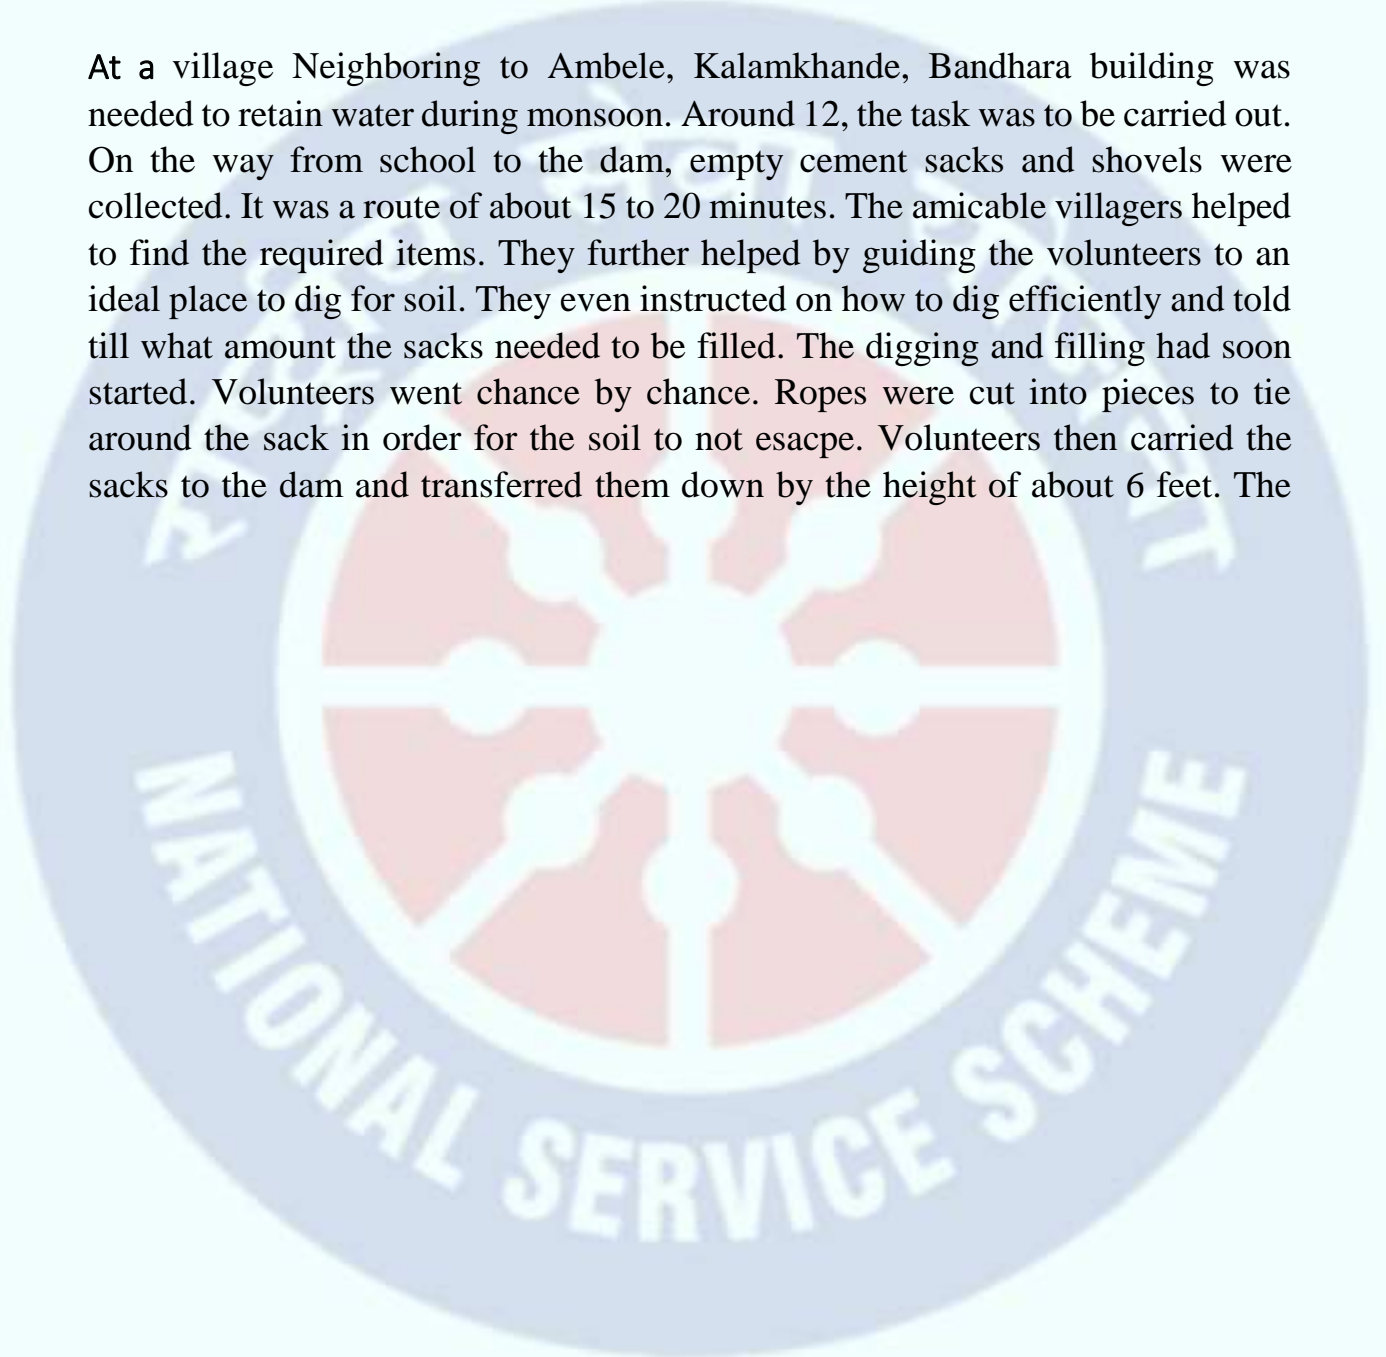 At a village Neighboring to Ambele, Kalamkhande, Bandhara building was
needed to retain water during monsoon. Around 12, the task was to be carried out.
On the way from school to the dam, empty cement sacks and shovels were
collected. It was a route of about 15 to 20 minutes. The amicable villagers helped
to find the required items. They further helped by guiding the volunteers to an
ideal place to dig for soil. They even instructed on how to dig efficiently and told
till what amount the sacks needed to be filled. The digging and filling had soon
started. Volunteers went chance by chance. Ropes were cut into pieces to tie
around the sack in order for the soil to not esacpe. Volunteers then carried the
sacks to the dam and transferred them down by the height of about 6 feet. The
राष्ट्रीय सेवा योजना
NATIONAL SERVICE SCHEME